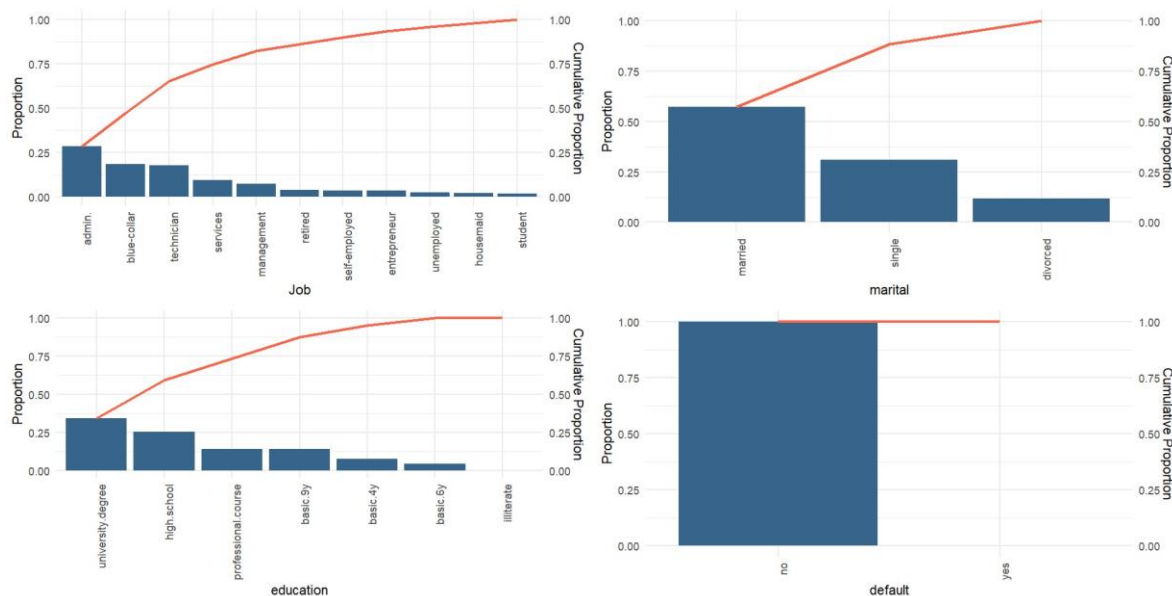 1.00
0.75
0.50
0.25
0.00
Proportion
1.00
0.75
0.50
0.25
0.00
Cumulative Proportion
admin.
blue-collar
technician
services
management
retired
self-employed
entrepreneur
unemployed
housemaid
student
Job
1.00
0.75
0.50
0.25
0.00
Proportion
1.00
0.75
0.50
0.25
0.00
Cumulative Proportion
married
single
divorced
marital
1.00
0.75
0.50
0.25
0.00
Proportion
1.00
0.75
0.50
0.25
0.00
Cumulative Proportion
university.degree
high.school
professional.course
basic.9y
basic.4y
basic.6y
illiterate
education
1.00
0.75
0.50
0.25
0.00
Proportion
1.00
0.75
0.50
0.25
0.00
Cumulative Proportion
no
yes
default